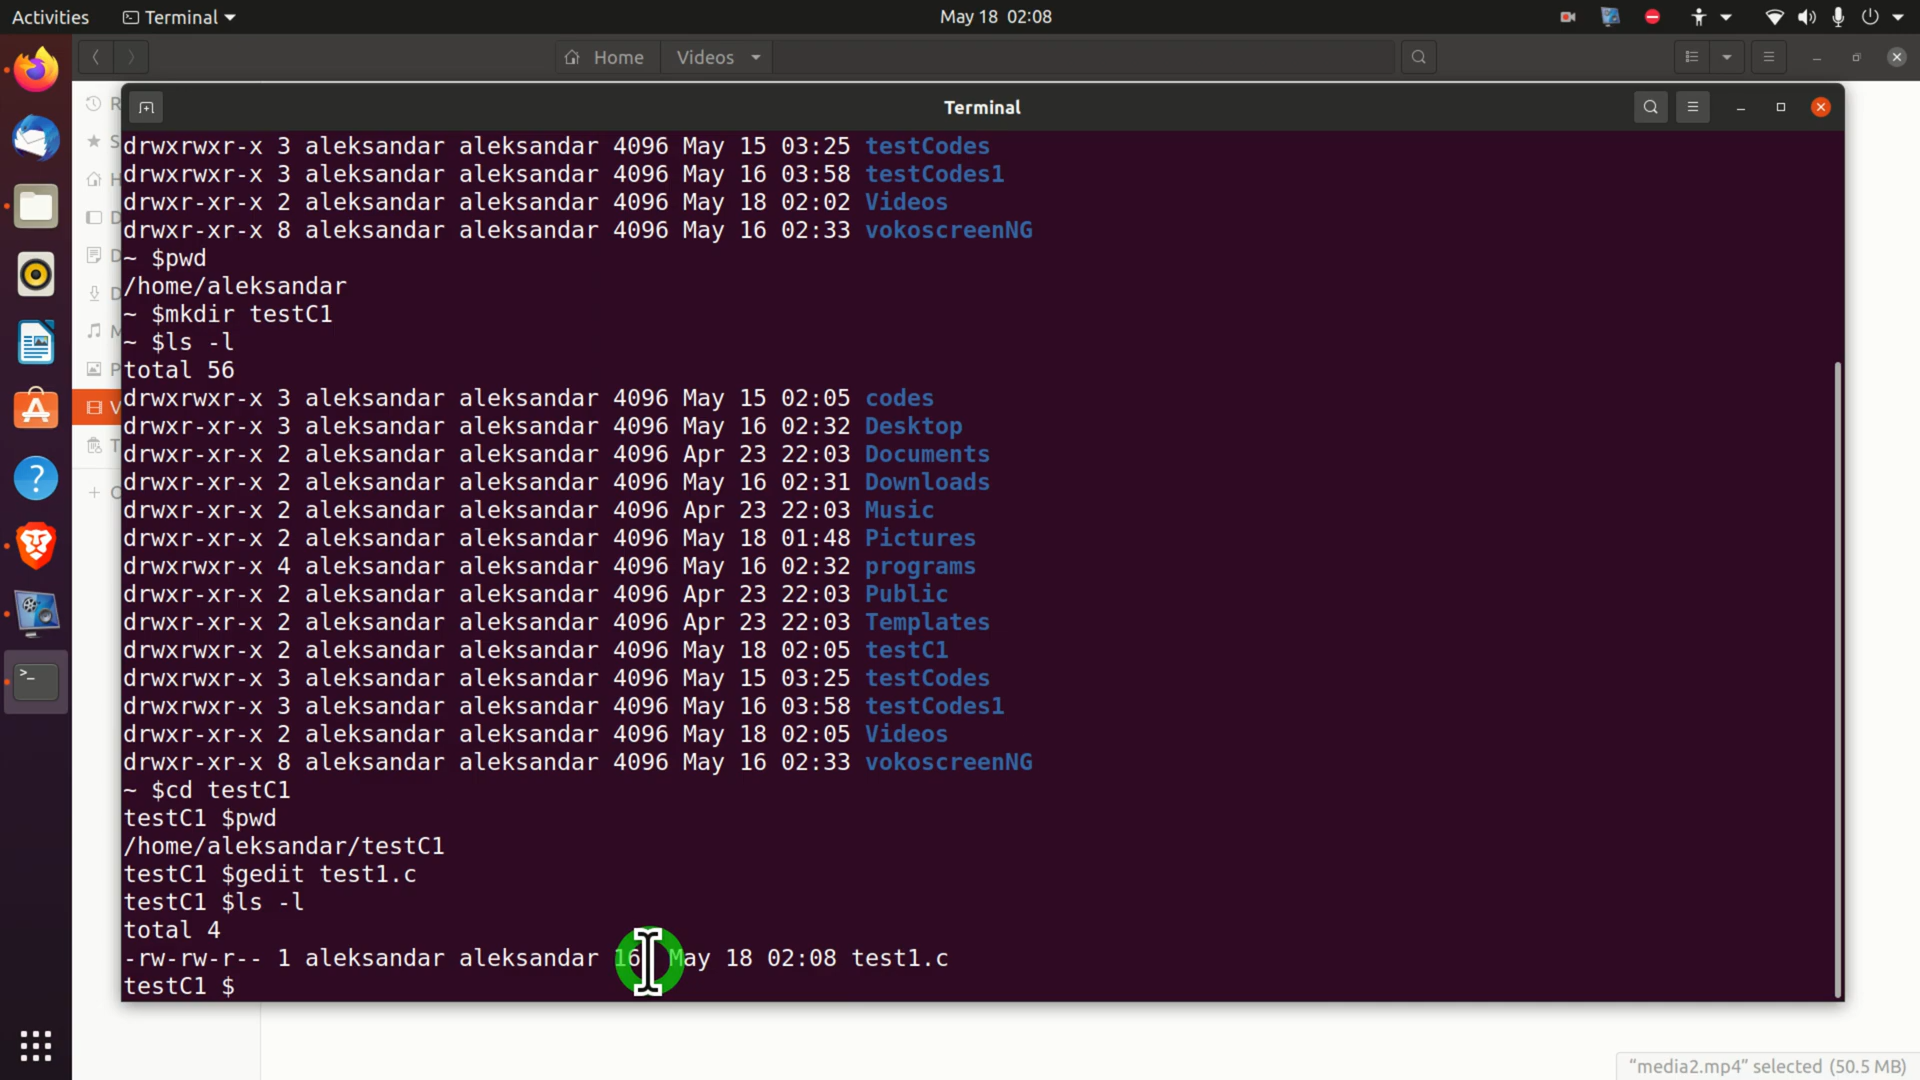 Activities
Terminal
May 18 02:08
Home
Videos
Terminal
drwxrwxr-x 3 aleksandar aleksandar 4096 May 15 03:25 testCodes
drwxrwxr-x 3 aleksandar aleksandar 4096 May 16 03:58 testCodes1
drwxr-xr-x 2 aleksandar aleksandar 4096 May 18 02:02 Videos
drwxr-xr-x 8 aleksandar aleksandar 4096 May 16 02:33 vokoscreenNG
~ $pwd
/home/aleksandar
~ $mkdir testC1
~ $ls -l
total 56
drwxrwxr-x 3 aleksandar aleksandar 4096 May 15 02:05 codes
drwxr-xr-x 3 aleksandar aleksandar 4096 May 16 02:32 Desktop
drwxr-xr-x 2 aleksandar aleksandar 4096 Apr 23 22:03 Documents
drwxr-xr-x 2 aleksandar aleksandar 4096 May 16 02:31 Downloads
drwxr-xr-x 2 aleksandar aleksandar 4096 Apr 23 22:03 Music
drwxr-xr-x 2 aleksandar aleksandar 4096 May 18 01:48 Pictures
drwxrwxr-x 4 aleksandar aleksandar 4096 May 16 02:32 programs
drwxr-xr-x 2 aleksandar aleksandar 4096 Apr 23 22:03 Public
drwxr-xr-x 2 aleksandar aleksandar 4096 Apr 23 22:03 Templates
drwxrwxr-x 2 aleksandar aleksandar 4096 May 18 02:05 testC1
drwxrwxr-x 3 aleksandar aleksandar 4096 May 15 03:25 testCodes
drwxrwxr-x 3 aleksandar aleksandar 4096 May 16 03:58 testCodes1
drwxr-xr-x 2 aleksandar aleksandar 4096 May 18 02:05 Videos
drwxr-xr-x 8 aleksandar aleksandar 4096 May 16 02:33 vokoscreenNG
~ $cd testC1
testC1 $pwd
/home/aleksandar/testC1
testC1 $gedit test1.c
testC1 $ls -l
total 4
-rw-rw-r-- 1 aleksandar aleksandar May 18 02:08 test1.c
testC1 $
"media2.mp4" selected (50.5 MB)